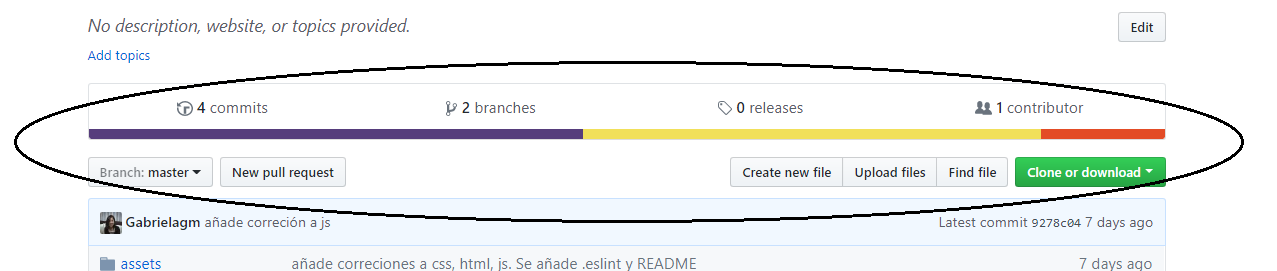 No description, website, or topics provided.
Edit
Add topics
4 commits
2 branches
0 releases
1 contributor
Branch: master
New pull request
Create new file
Upload files
Find file
Clone or download
Gabrielagm añade correción a js
Latest commit 9278c04 7 days ago
assets
añade correciones a css, html, js. Se añade .eslint y README
7 days ago